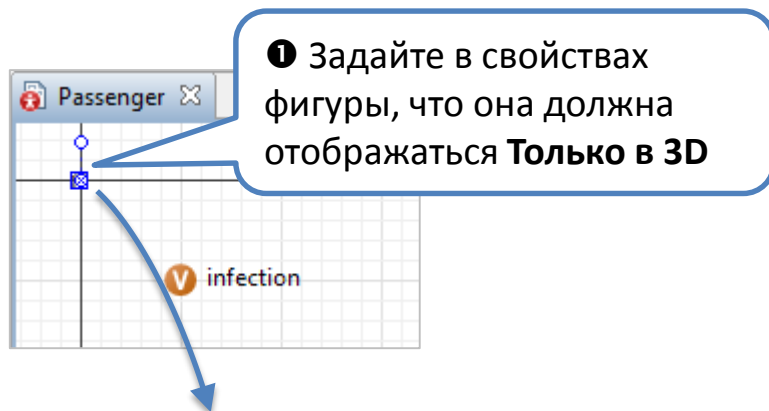 ❶ Задайте в свойствах
фигуры, что она должна
отображаться Только в 3D
Passenger
V infection